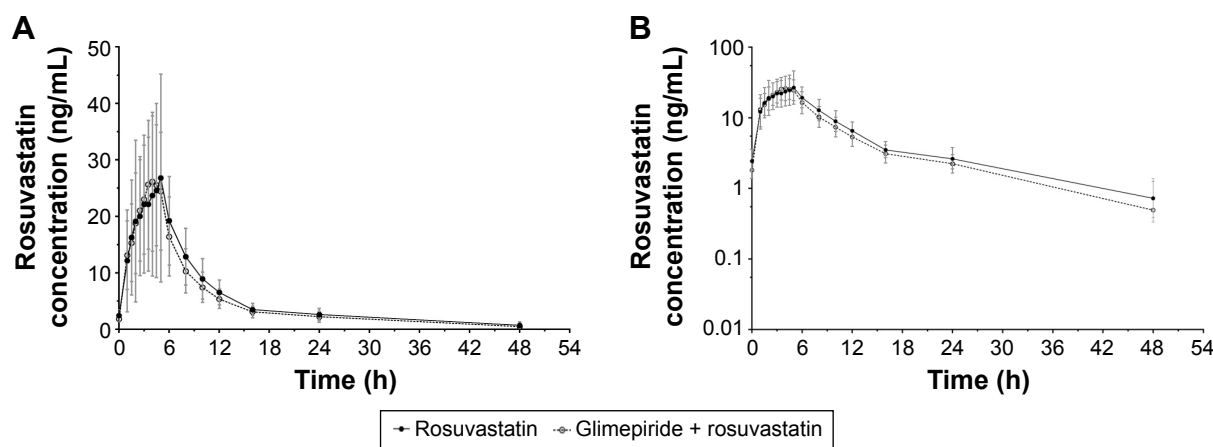 A
Rosuvastatin
concentration (ng/mL)
50
40
30
20
10
0
0 6 12 18 24 30 36 42 48 54
Time (h)
B
Rosuvastatin
concentration (ng/mL)
100
10
1
0.1
0.01
0 6 12 18 24 30 36 42 48 54
Time (h)
Rosuvastatin Glimepiride + rosuvastatin